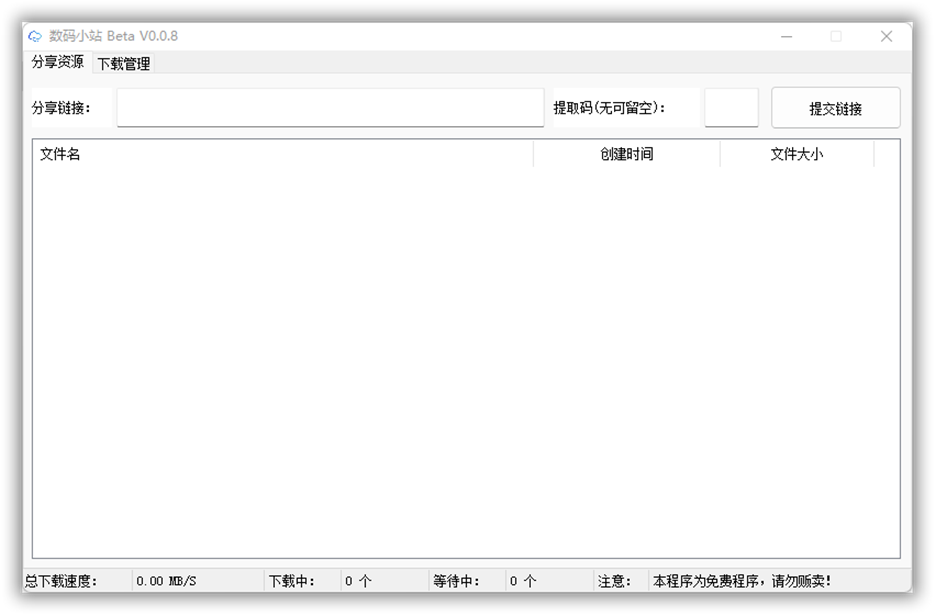 数码小站 Beta V0.0.8
分享资源 下载管理
分享链接： 提取码(无可留空)： 提交链接
文件名 创建时间 文件大小
总下载速度： 0.00 MB/S 下载中： 0 个 等待中： 0 个 注意： 本程序为免费程序，请勿贩卖！